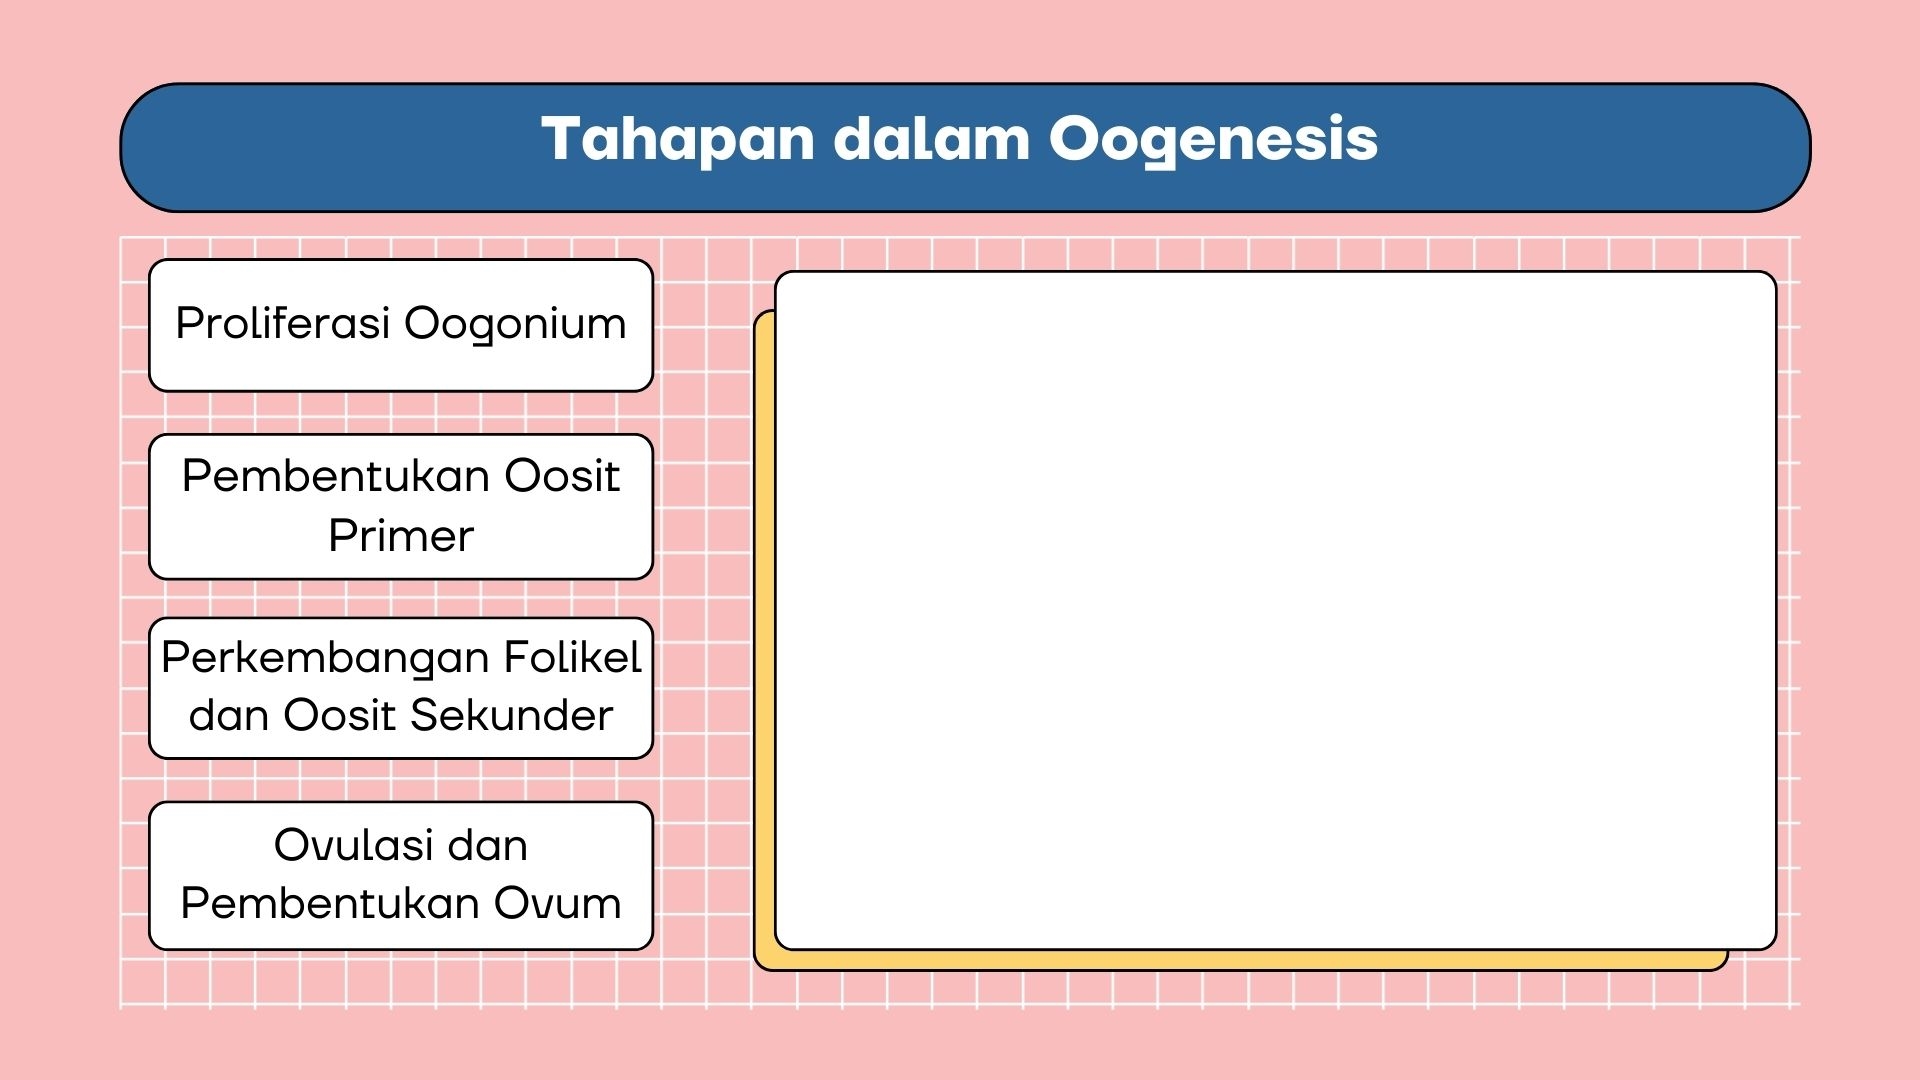 Tahapan dalam Oogenesis
Proliferasi Oogonium
Pembentukan Oosit
Primer
Perkembangan Folikel
dan Oosit Sekunder
Ovulasi dan
Pembentukan Ovum